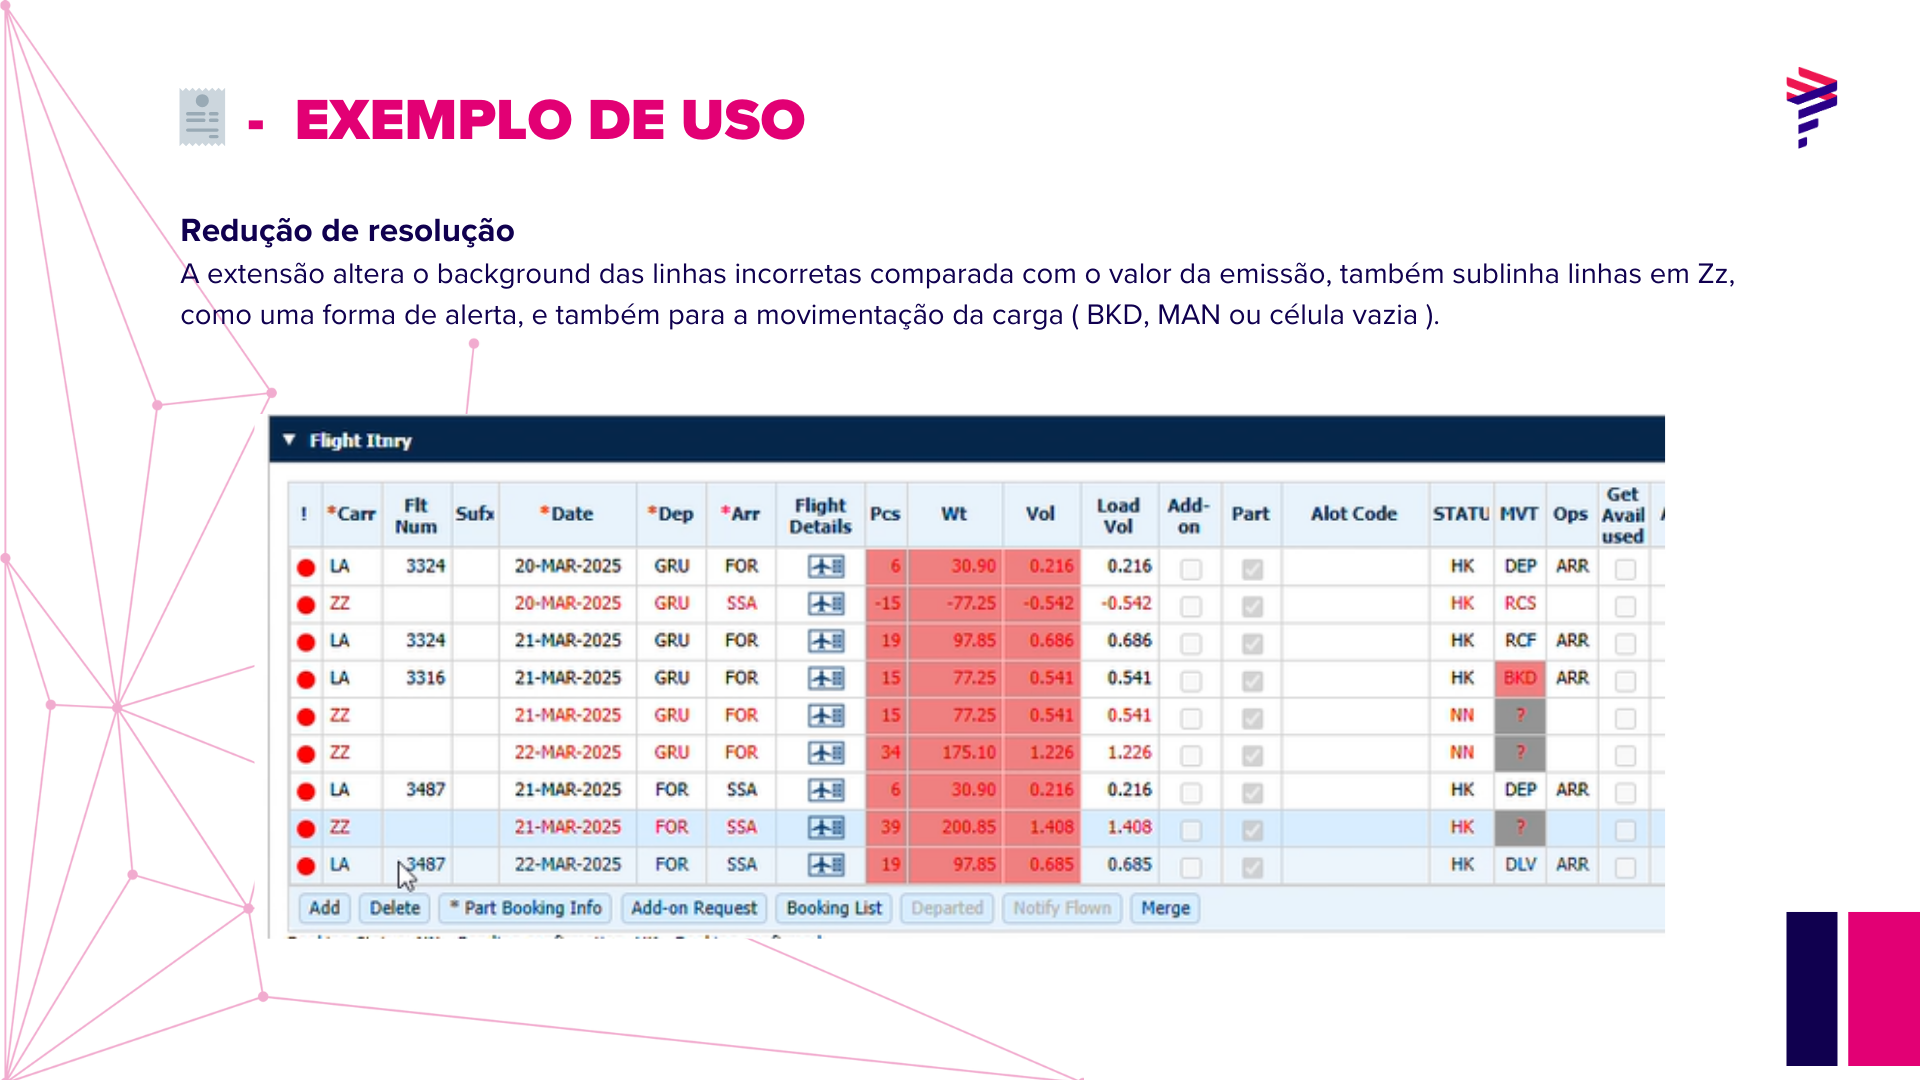 - EXEMPLO DE USO
Redução de resolução
A extensão altera o background das linhas incorretas comparada com o valor da emissão, também sublinha linhas em Zz,
como uma forma de alerta, e também para a movimentação da carga ( BKD, MAN ou célula vazia ).
▼ Flight Itnry
! *Carr Flt Num Sufx *Date *Dep *Arr Flight Details Pcs Wt Vol Load Vol Add-on Part Alot Code STATU MVT Ops Get Avail used
LA 3324 20-MAR-2025 GRU FOR 6 30.90 0.216 0.216 HK DEP ARR
ZZ 20-MAR-2025 GRU SSA -15 -77.25 -0.542 -0.542 HK RCS
LA 3324 21-MAR-2025 GRU FOR 19 97.85 0.686 0.686 HK RCF ARR
LA 3316 21-MAR-2025 GRU FOR 15 77.25 0.541 0.541 HK BKD ARR
ZZ 21-MAR-2025 GRU FOR 15 77.25 0.541 0.541 NN ?
ZZ 22-MAR-2025 GRU FOR 34 175.10 1.226 1.226 NN ?
LA 3487 21-MAR-2025 FOR SSA 6 30.90 0.216 0.216 HK DEP ARR
ZZ 21-MAR-2025 FOR SSA 39 200.85 1.408 1.408 HK ?
LA 3487 22-MAR-2025 FOR SSA 19 97.85 0.685 0.685 HK DLV ARR
Add Delete * Part Booking Info Add-on Request Booking List Departed Notify Flown Merge